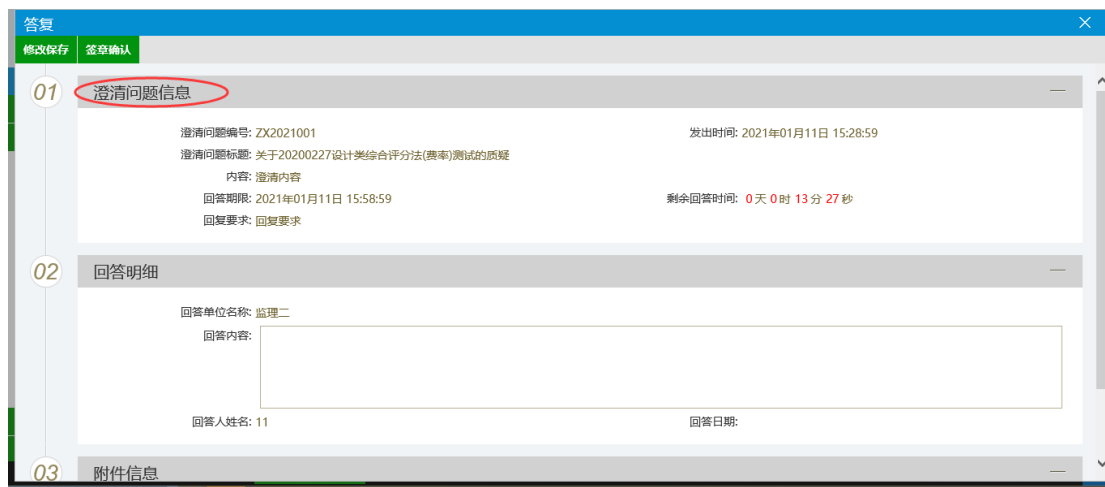 答复
修改保存 签章确认
01 澄清问题信息
澄清问题编号: ZX2021001 发出时间: 2021年01月11日 15:28:59
澄清问题标题: 关于20200227设计类综合评分法(费率)测试的质疑
内容: 澄清内容
回答期限: 2021年01月11日 15:58:59 剩余回答时间: 0 天 0 时 13 分 27 秒
回复要求: 回复要求
02 回答明细
回答单位名称: 监理二
回答内容:
回答人姓名: 11 回答日期:
03 附件信息